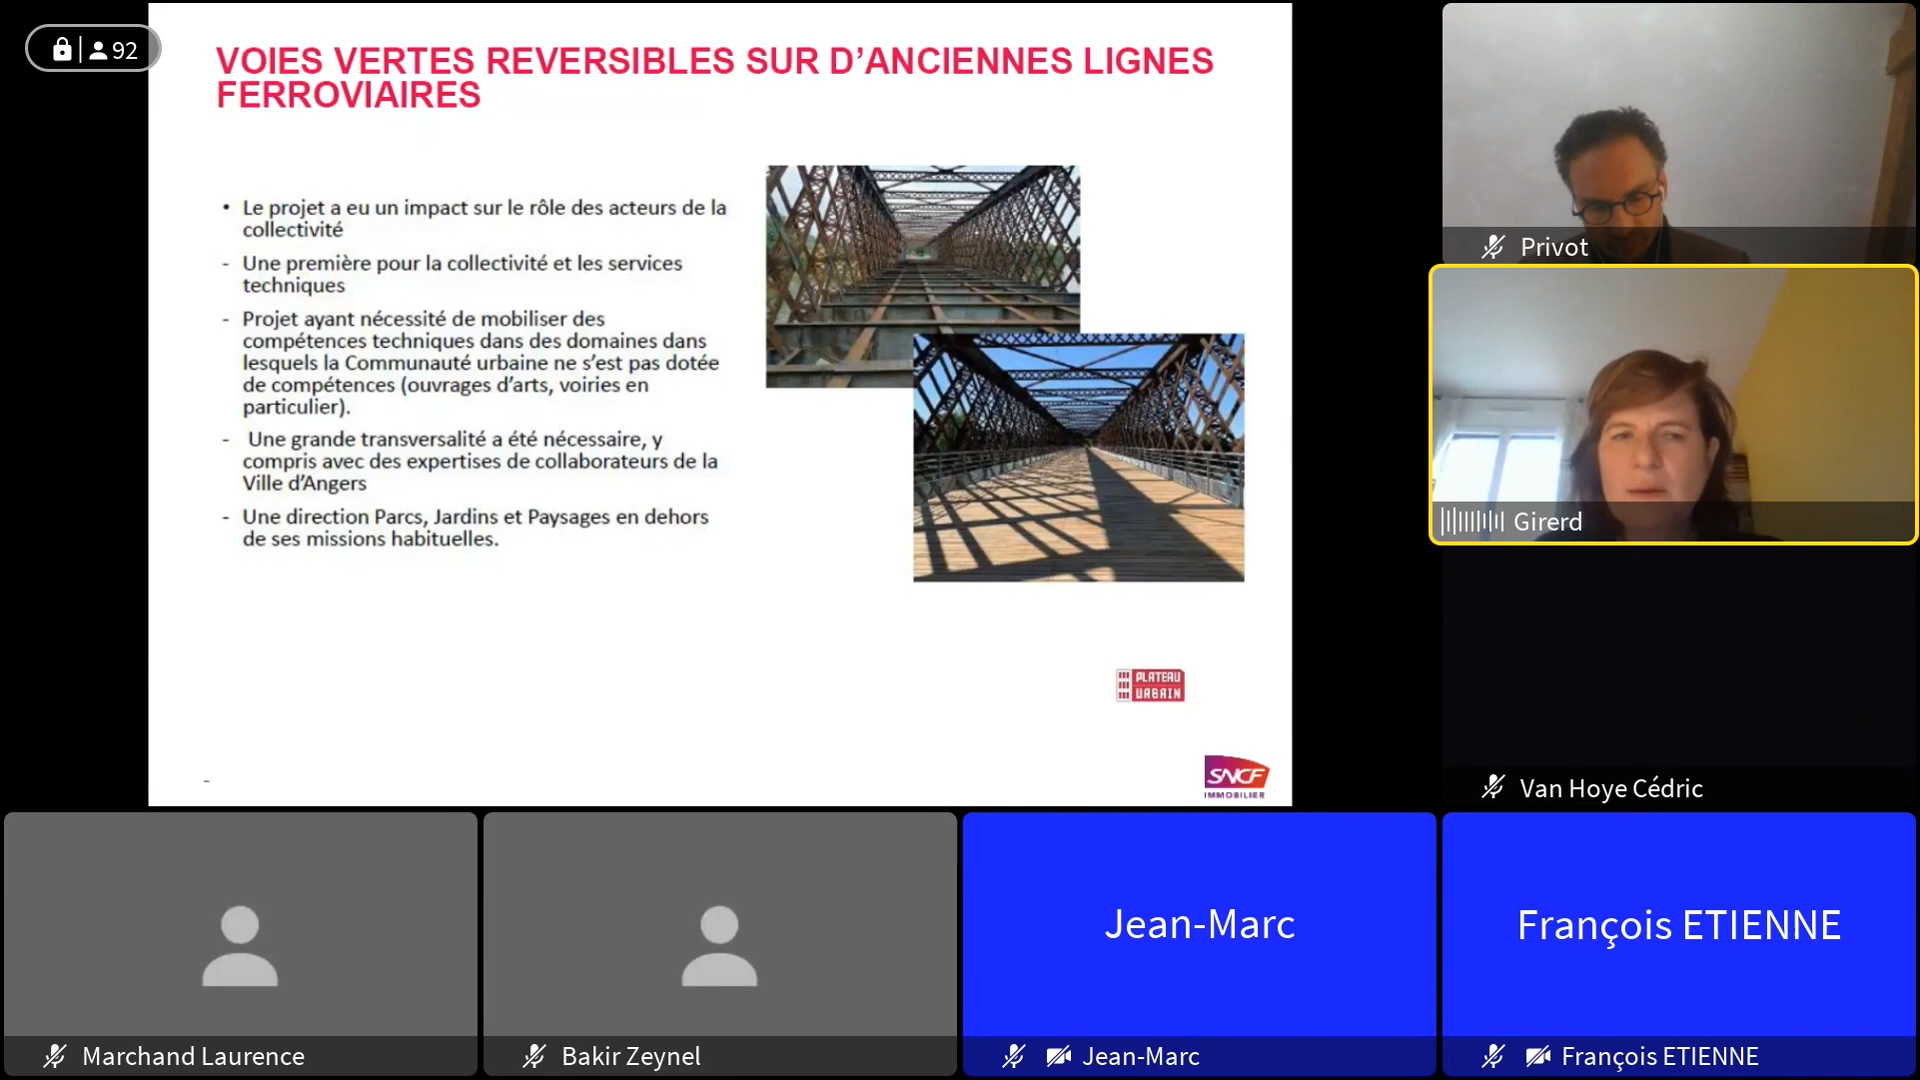 92
VOIES VERTES REVERSIBLES SUR D’ANCIENNES LIGNES
FERROVIAIRES
• Le projet a eu un impact sur le rôle des acteurs de la
collectivité
- Une première pour la collectivité et les services
techniques
- Projet ayant nécessité de mobiliser des
compétences techniques dans des domaines dans
lesquels la Communauté urbaine ne s’est pas dotée
de compétences (ouvrages d’arts, voiries en
particulier).
- Une grande transversalité a été nécessaire, y
compris avec des expertises de collaborateurs de la
Ville d’Angers
- Une direction Parcs, Jardins et Paysages en dehors
de ses missions habituelles.
PLATEAU
URBAIN
-
SNCF
IMMOBILIER
Privot
Girerd
Van Hoye Cédric
Marchand Laurence
Bakir Zeynel
Jean-Marc
Jean-Marc
François ETIENNE
François ETIENNE